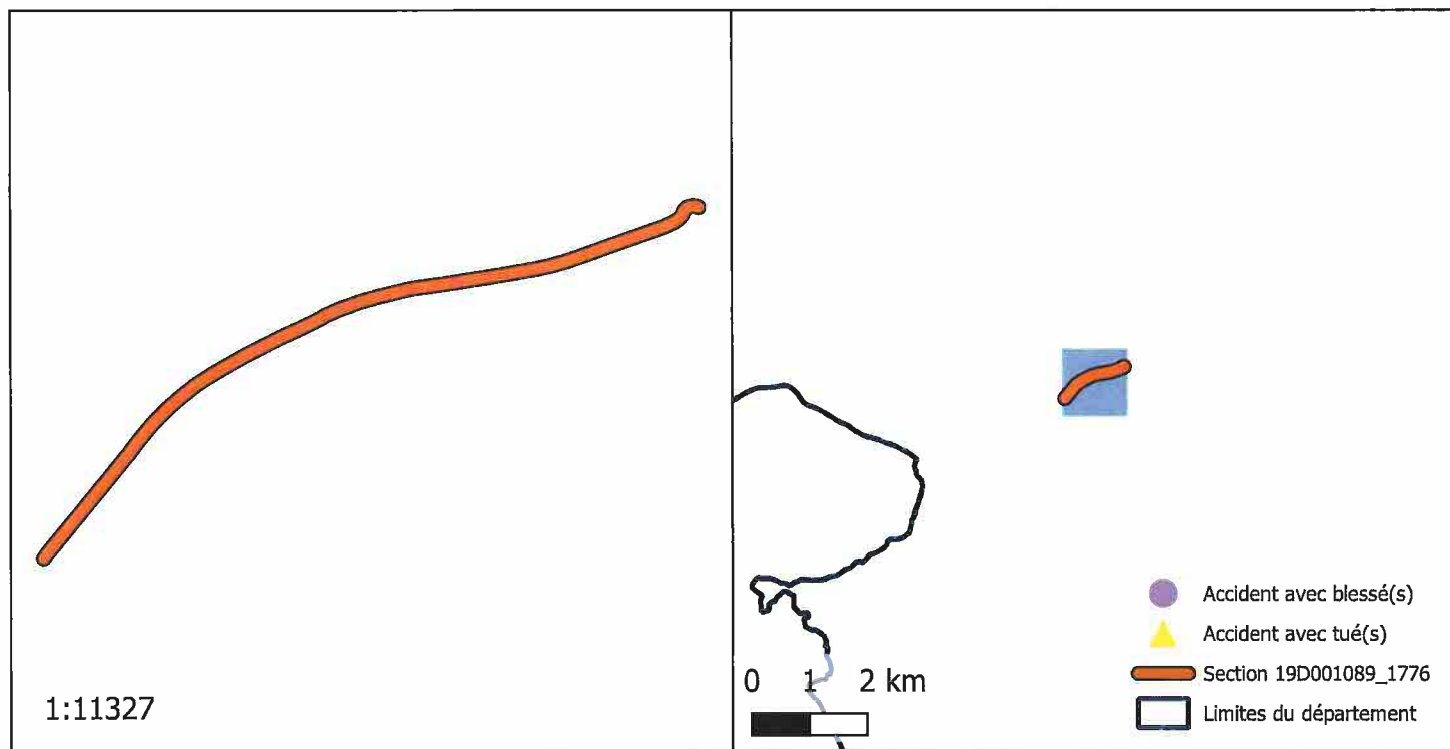 1:11327
0 1 2 km
Accident avec blessé(s)
Accident avec tué(s)
Section 19D001089_1776
Limites du département